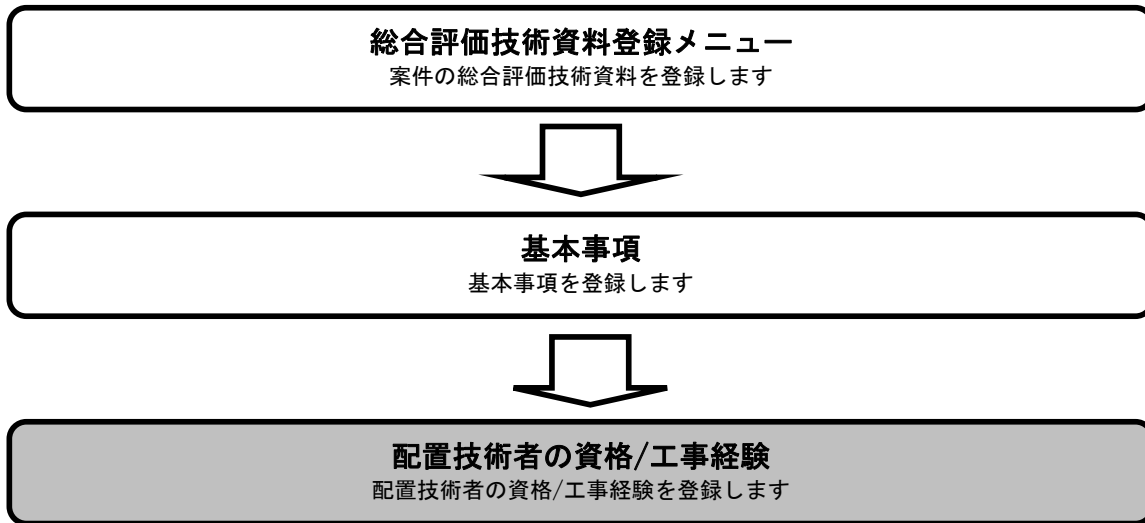 総合評価技術資料登録メニュー
案件の総合評価技術資料を登録します
基本事項
基本事項を登録します
配置技術者の資格/工事経験
配置技術者の資格/工事経験を登録します